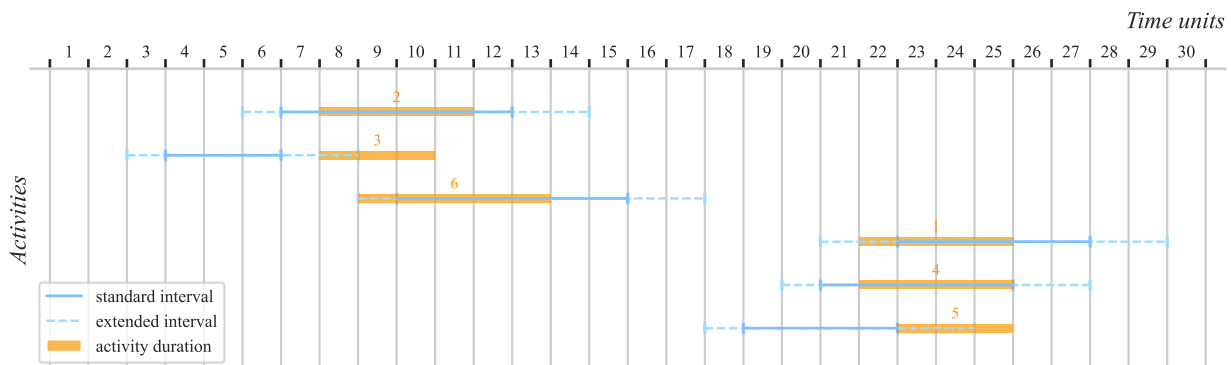 Time units
1 2 3 4 5 6 7 8 9 10 11 12 13 14 15 16 17 18 19 20 21 22 23 24 25 26 27 28 29 30
2
3
6
1
4
5
Activities
standard interval
extended interval
activity duration